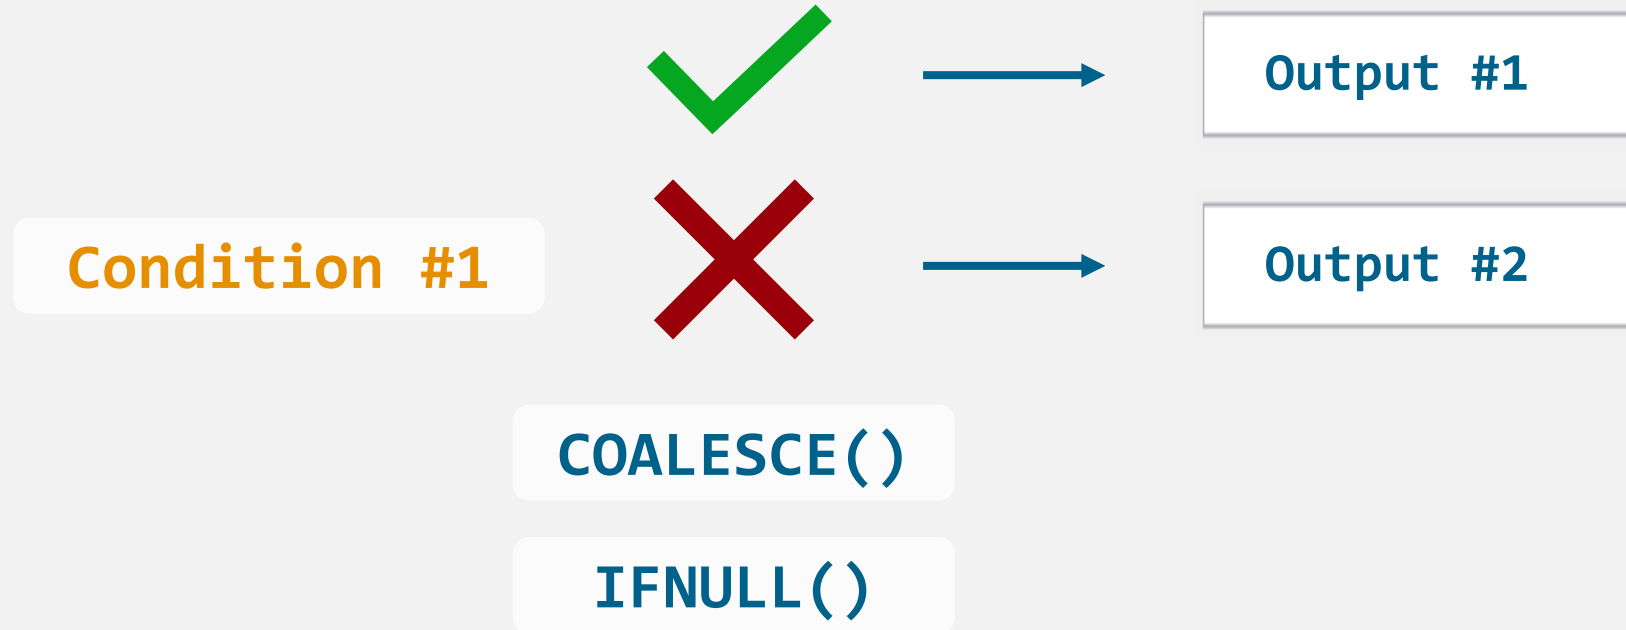 Output #1
Condition #1
Output #2
COALESCE()
IFNULL()